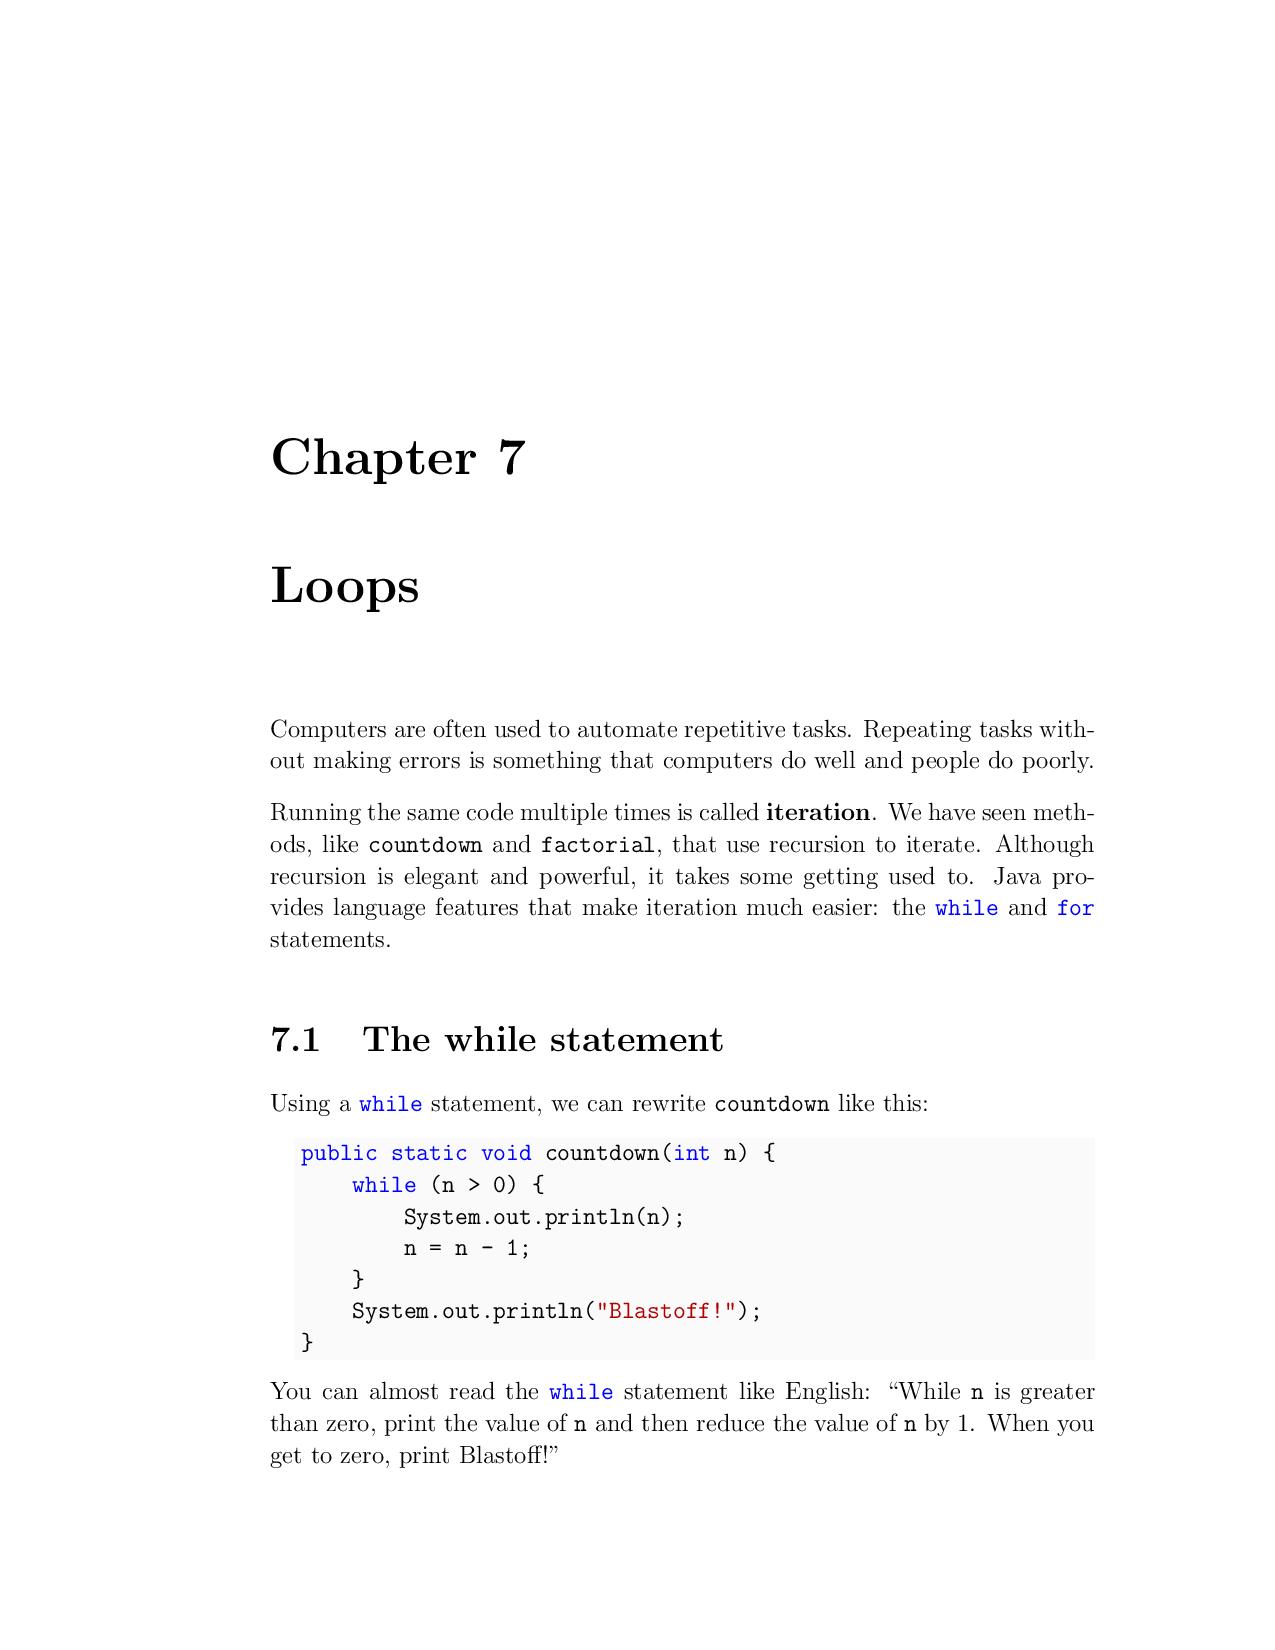 Chapter 7
Loops
Computers are often used to automate repetitive tasks. Repeating tasks with-
out making errors is something that computers do well and people do poorly.
Running the same code multiple times is called iteration. We have seen meth-
ods, like countdown and factorial, that use recursion to iterate. Although
recursion is elegant and powerful, it takes some getting used to. Java pro-
vides language features that make iteration much easier: the while and for
statements.
7.1 The while statement
Using a while statement, we can rewrite countdown like this:
public static void countdown(int n) {
    while (n > 0) {
        System.out.println(n);
        n = n - 1;
    }
    System.out.println("Blastoff!");
}
You can almost read the while statement like English: “While n is greater
than zero, print the value of n and then reduce the value of n by 1. When you
get to zero, print Blastoff!”